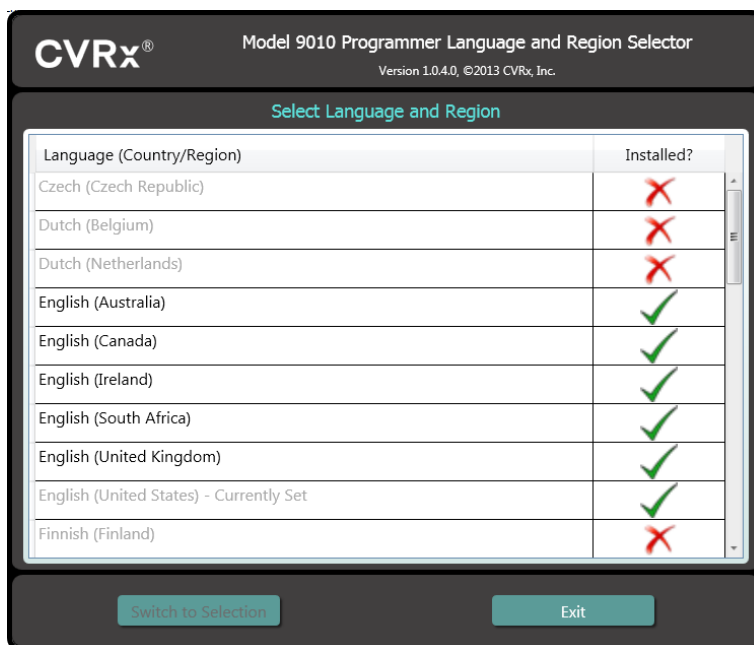 CVRx®
Model 9010 Programmer Language and Region Selector
Version 1.0.4.0, ©2013 CVRx, Inc.
Select Language and Region
Language (Country/Region) Installed?
Czech (Czech Republic)
Dutch (Belgium)
Dutch (Netherlands)
English (Australia)
English (Canada)
English (Ireland)
English (South Africa)
English (United Kingdom)
English (United States) - Currently Set
Finnish (Finland)
Switch to Selection Exit